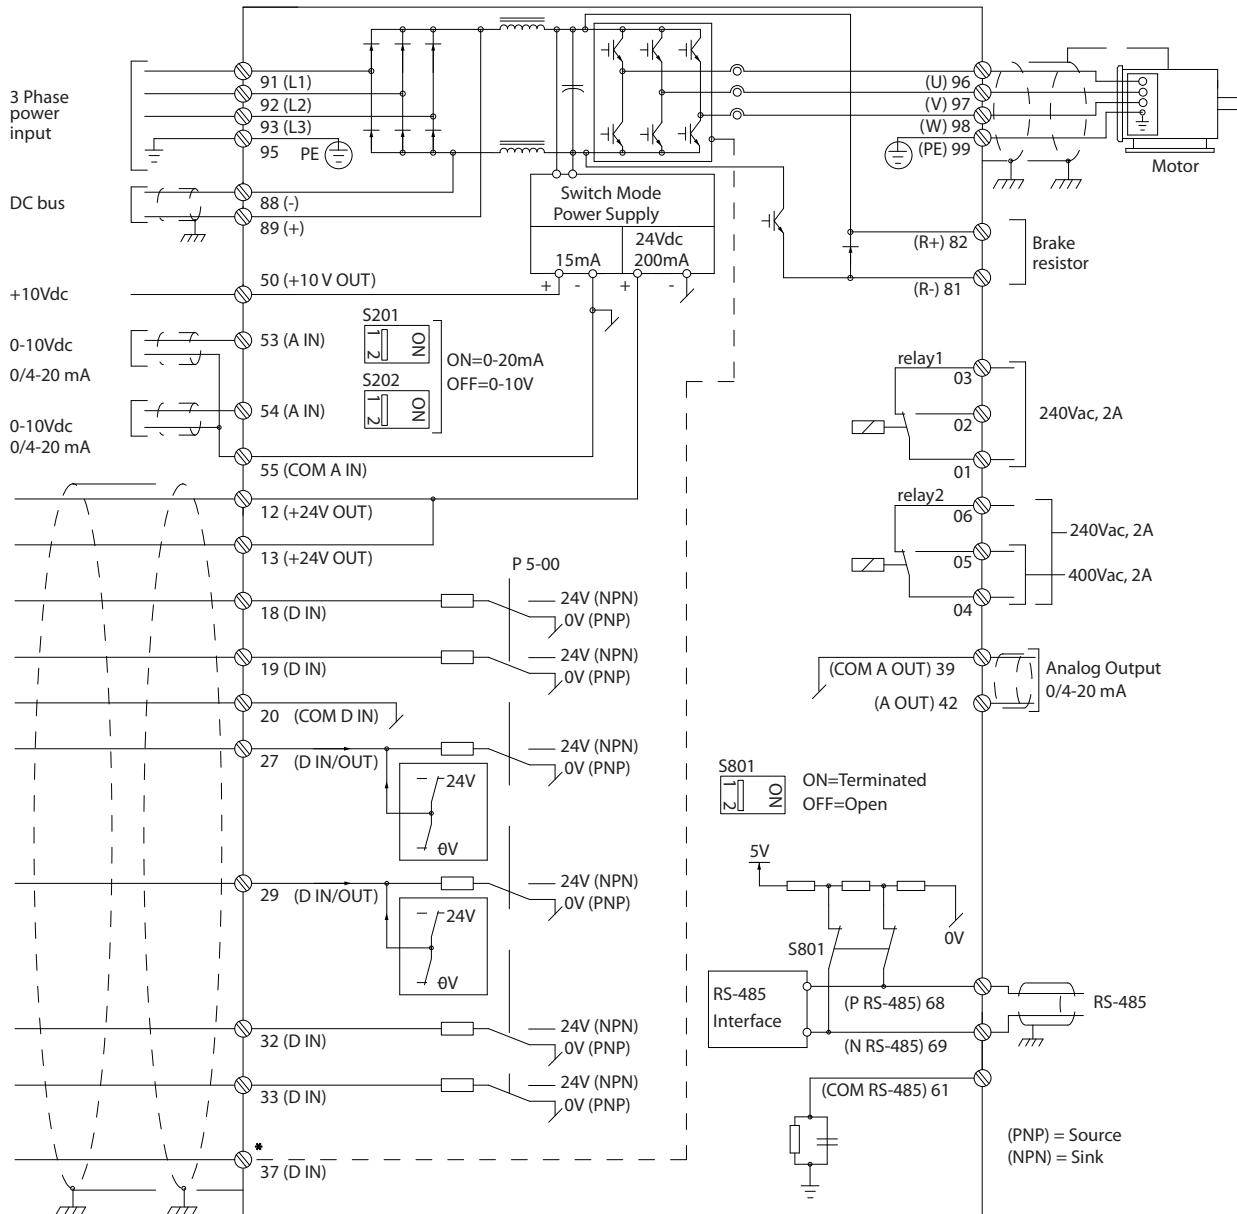 3 Phase
power
input
91 (L1)
92 (L2)
93 (L3)
95
PE
DC bus
88 (-)
89 (+)
+10Vdc
50 (+10 V OUT)
0-10Vdc
0/4-20 mA
53 (A IN)
0-10Vdc
0/4-20 mA
54 (A IN)
55 (COM A IN)
12 (+24V OUT)
13 (+24V OUT)
18 (D IN)
19 (D IN)
20 (COM D IN)
27 (D IN/OUT)
29 (D IN/OUT)
32 (D IN)
33 (D IN)
*
37 (D IN)
Switch Mode
Power Supply
15mA
24Vdc
200mA
+ - + -
S201
1 2
ON
S202
1 2
ON
ON=0-20mA
OFF=0-10V
P 5-00
24V (NPN)
0V (PNP)
24V (NPN)
0V (PNP)
24V (NPN)
0V (PNP)
24V
0V
24V (NPN)
0V (PNP)
24V
0V
24V (NPN)
0V (PNP)
24V (NPN)
0V (PNP)
(U) 96
(V) 97
(W) 98
(PE) 99
Motor
(R+) 82
(R-) 81
Brake
resistor
relay1
03
02
01
240Vac, 2A
relay2
06
05
04
240Vac, 2A
400Vac, 2A
(COM A OUT) 39
(A OUT) 42
Analog Output
0/4-20 mA
S801
1 2
ON
ON=Terminated
OFF=Open
5V
0V
S801
RS-485
Interface
(P RS-485) 68
(N RS-485) 69
(COM RS-485) 61
RS-485
(PNP) = Source
(NPN) = Sink